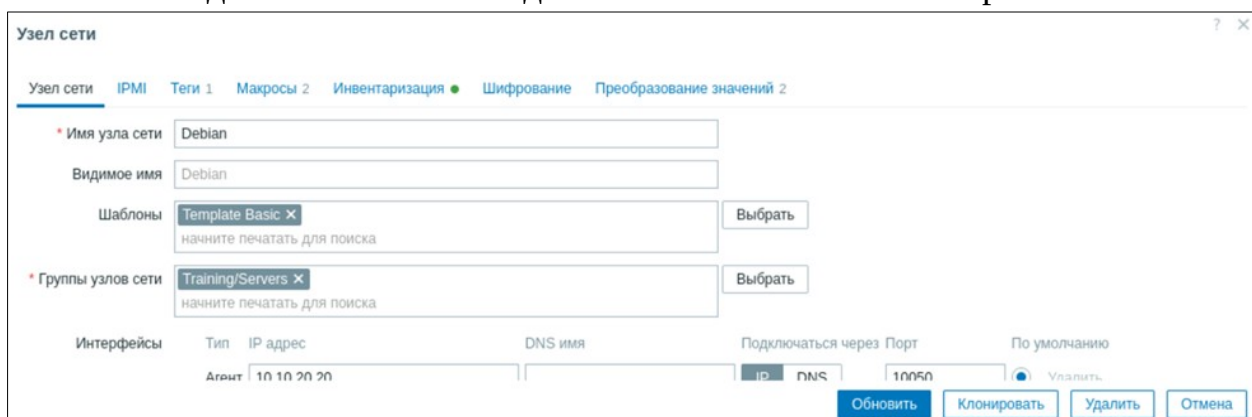 Узел сети
? ×
Узел сети IPMI Теги 1 Макросы 2 Инвентаризация Шифрование Преобразование значений 2
* Имя узла сети Debian
Видимое имя Debian
Шаблоны Template Basic × Выбрать
начните печатать для поиска
* Группы узлов сети Training/Servers × Выбрать
начните печатать для поиска
Интерфейсы Тип IP адрес DNS имя Подключаться через Порт По умолчанию
Агент 10.10.20.20 IP DNS 10050 Удалить
Обновить Клонировать Удалить Отмена